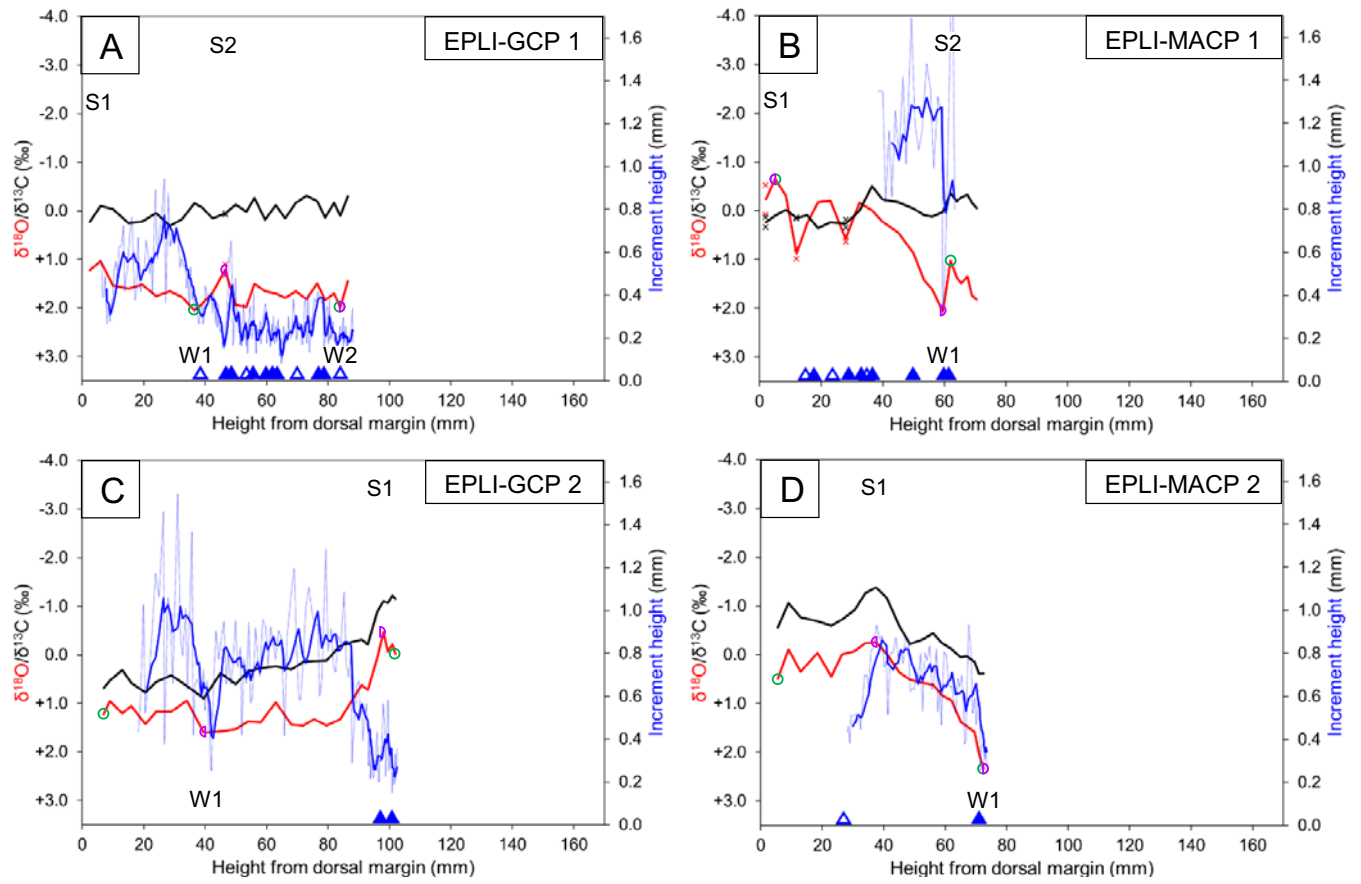 A
EPLI-GCP 1
S2
S1
-4.0
-3.0
-2.0
-1.0
0.0
+1.0
+2.0
+3.0
δ¹⁸O/δ¹³C (‰)
1.6
1.4
1.2
1.0
0.8
0.6
0.4
0.2
0.0
Increment height (mm)
W1
W2
0 20 40 60 80 100 120 140 160
Height from dorsal margin (mm)
B
EPLI-MACP 1
S2
S1
-4.0
-3.0
-2.0
-1.0
0.0
+1.0
+2.0
+3.0
δ¹⁸O/δ¹³C (‰)
1.6
1.4
1.2
1.0
0.8
0.6
0.4
0.2
0.0
Increment height (mm)
W1
0 20 40 60 80 100 120 140 160
Height from dorsal margin (mm)
C
EPLI-GCP 2
S1
-4.0
-3.0
-2.0
-1.0
0.0
+1.0
+2.0
+3.0
δ¹⁸O/δ¹³C (‰)
1.6
1.4
1.2
1.0
0.8
0.6
0.4
0.2
0.0
Increment height (mm)
W1
0 20 40 60 80 100 120 140 160
Height from dorsal margin (mm)
D
EPLI-MACP 2
S1
-4.0
-3.0
-2.0
-1.0
0.0
+1.0
+2.0
+3.0
δ¹⁸O/δ¹³C (‰)
1.6
1.4
1.2
1.0
0.8
0.6
0.4
0.2
0.0
Increment height (mm)
W1
0 20 40 60 80 100 120 140 160
Height from dorsal margin (mm)